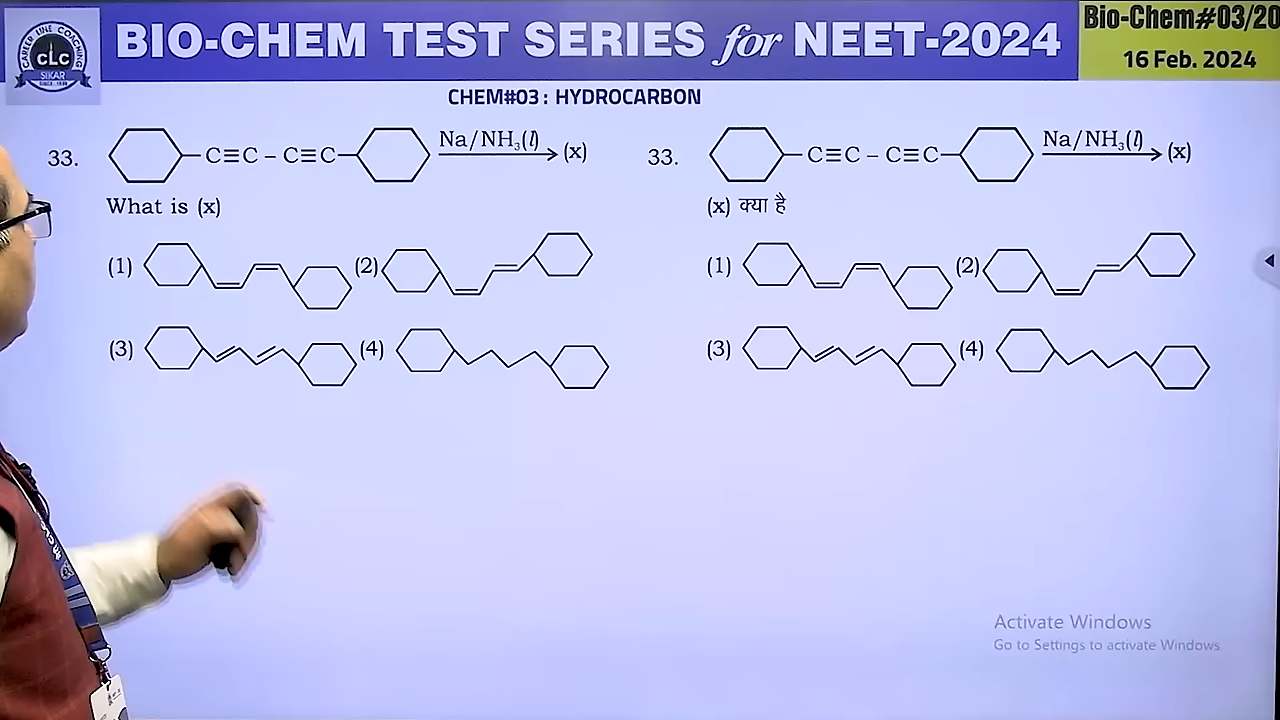 CAREER LINE COACHING
CLC
SIKAR
BIO-CHEM TEST SERIES for NEET-2024
Bio-Chem#03/20
16 Feb. 2024
CHEM#03 : HYDROCARBON
33. C≡C – C≡C Na/NH₃(l) (x)
What is (x)
(1) (2)
(3) (4)
33. C≡C – C≡C Na/NH₃(l) (x)
(x) क्या है
(1) (2)
(3) (4)
Activate Windows
Go to Settings to activate Windows.